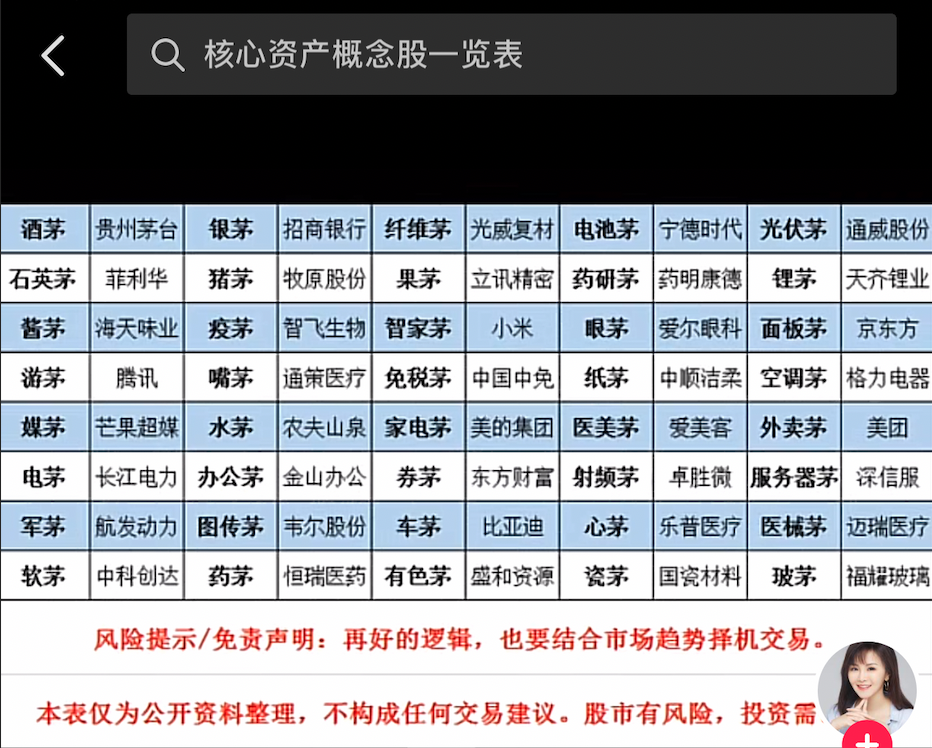 核心资产概念股一览表
酒茅 贵州茅台 银茅 招商银行 纤维茅 光威复材 电池茅 宁德时代 光伏茅 通威股份
石英茅 菲利华 猪茅 牧原股份 果茅 立讯精密 药研茅 药明康德 锂茅 天齐锂业
酱茅 海天味业 疫茅 智飞生物 智家茅 小米 眼茅 爱尔眼科 面板茅 京东方
游茅 腾讯 嘴茅 通策医疗 免税茅 中国中免 纸茅 中顺洁柔 空调茅 格力电器
媒茅 芒果超媒 水茅 农夫山泉 家电茅 美的集团 医美茅 爱美客 外卖茅 美团
电茅 长江电力 办公茅 金山办公 券茅 东方财富 射频茅 卓胜微 服务器茅 深信服
军茅 航发动力 图传茅 韦尔股份 车茅 比亚迪 心茅 乐普医疗 医械茅 迈瑞医疗
软茅 中科创达 药茅 恒瑞医药 有色茅 盛和资源 瓷茅 国瓷材料 玻茅 福耀玻璃
风险提示/免责声明：再好的逻辑，也要结合市场趋势择机交易。
本表仅为公开资料整理，不构成任何交易建议。股市有风险，投资需